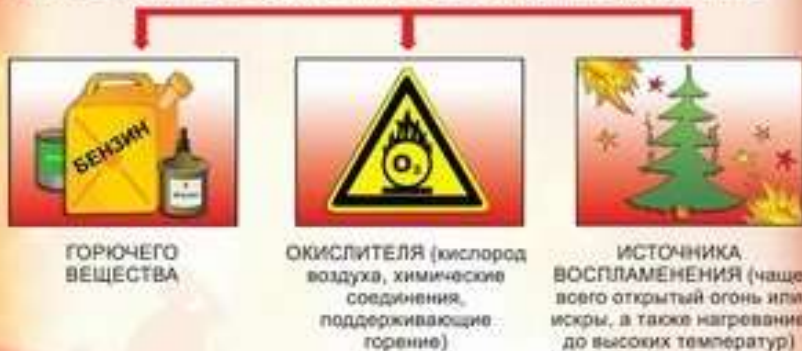 БЕНЗИН
O₂
ГОРЮЧЕГО
ВЕЩЕСТВА
ОКИСЛИТЕЛЯ (кислород
воздуха, химические
соединения,
поддерживающие
горение)
ИСТОЧНИКА
ВОСПЛАМЕНЕНИЯ (чаще
всего открытый огонь или
искры, а также нагревание
до высоких температур)